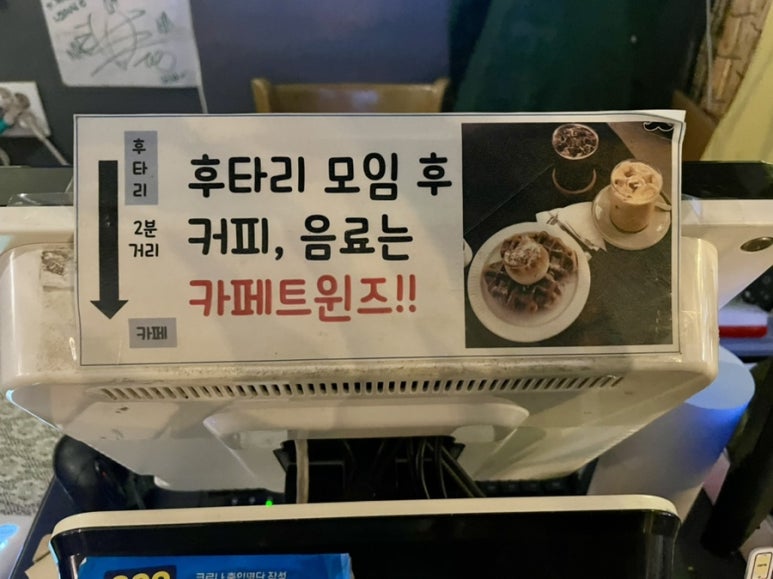 후타리
2분
거리
카페
후타리 모임 후
커피, 음료는
카페트윈즈!!